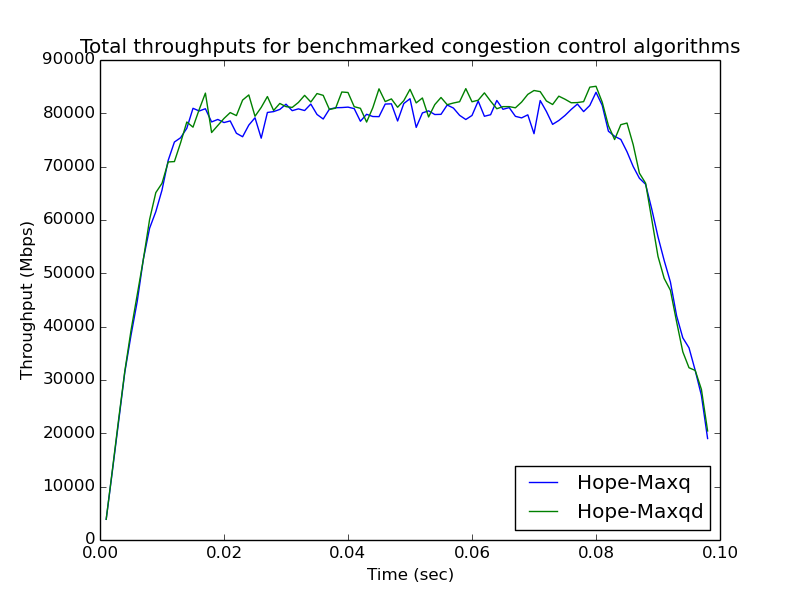 Total throughputs for benchmarked congestion control algorithms
90000
80000
70000
60000
50000
40000
30000
20000
10000
0
Throughput (Mbps)
0.00 0.02 0.04 0.06 0.08 0.10
Time (sec)
Hope-Maxq
Hope-Maxqd